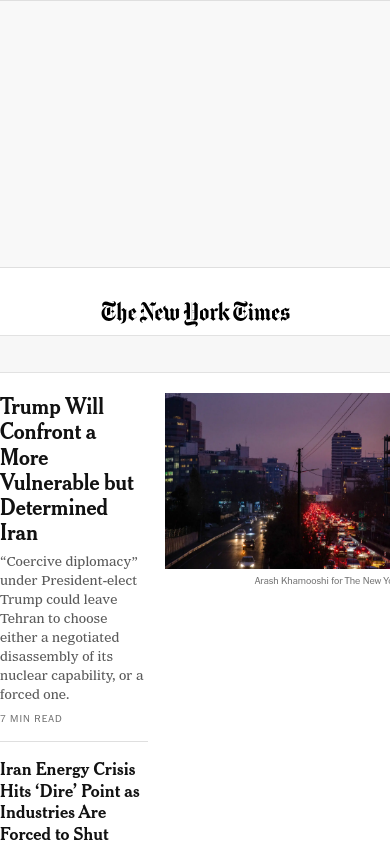 The New York Times
Trump Will
Confront a
More
Vulnerable but
Determined
Iran
“Coercive diplomacy”
under President-elect
Trump could leave
Tehran to choose
either a negotiated
disassembly of its
nuclear capability, or a
forced one.
7 MIN READ
Arash Khamooshi for The New Yo
Iran Energy Crisis
Hits ‘Dire’ Point as
Industries Are
Forced to Shut